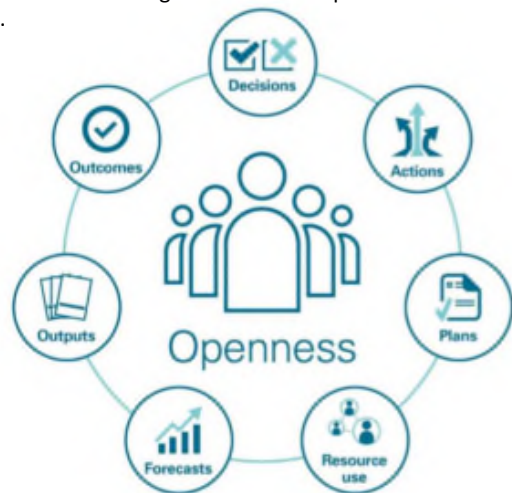 .
Decisions
Actions
Plans
Resource
use
Forecasts
Outputs
Outcomes
Openness